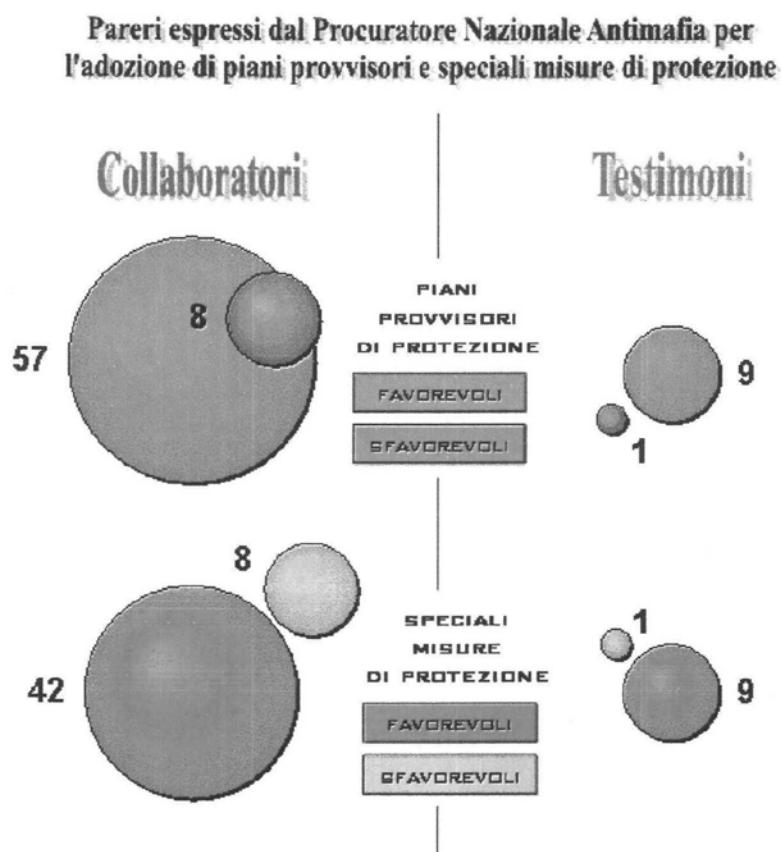 Pareri espressi dal Procuratore Nazionale Antimafia per
l'adozione di piani provvisori e speciali misure di protezione
Collaboratori
Testimoni
57
8
PIANI
PROVVISORI
DI PROTEZIONE
FAVOREVOLI
SFAVOREVOLI
9
1
8
42
SPECIALI
MISURE
DI PROTEZIONE
FAVOREVOLI
SFAVOREVOLI
1
9